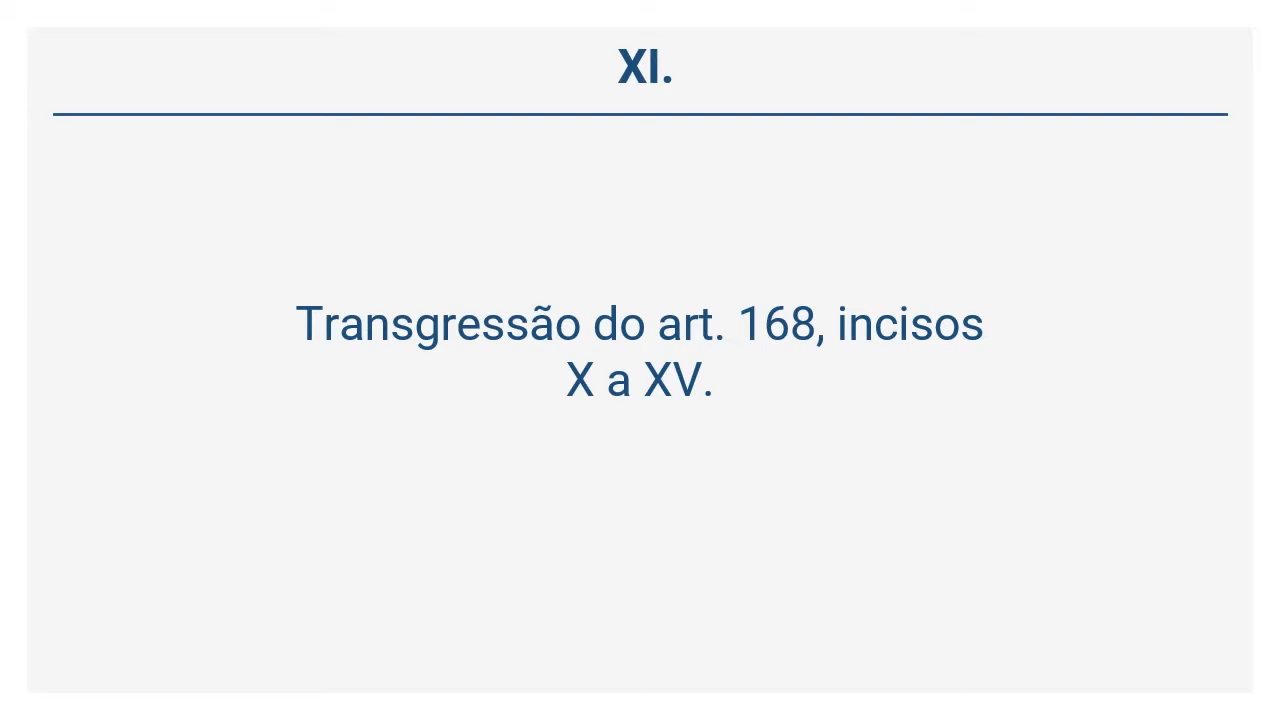 XI.
Transgressão do art. 168, incisos
X a XV.